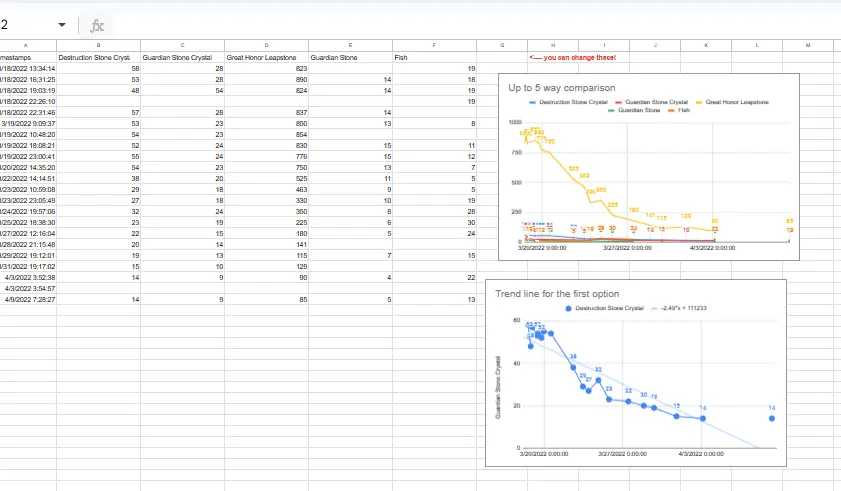 2
fx
A B C D E F G H I J K L M
mestamps Destruction Stone Cryst Guardian Stone Crystal Great Honor Leapstone Guardian Stone Fish <---- you can change these!
/18/2022 13:34:14 58 28 823 19
/18/2022 16:31:25 53 28 890 14 18
/18/2022 19:03:19 48 54 824 14 19
/18/2022 22:26:10 19
/18/2022 22:31:46 57 28 837 14
3/19/2022 9:09:37 53 23 850 13 8
/19/2022 10:48:20 54 23 854
/19/2022 18:08:21 52 24 830 15 11
/19/2022 23:00:41 55 24 776 15 12
/20/2022 14:35:20 54 23 750 13 7
/22/2022 14:14:51 38 20 525 11 5
/23/2022 10:59:08 29 18 463 9 5
/23/2022 23:05:49 27 18 330 10 19
/24/2022 19:57:06 32 24 350 8 28
/25/2022 18:38:30 23 19 225 6 30
/27/2022 12:16:04 22 15 180 5 24
/28/2022 21:15:48 20 14 141
/29/2022 19:12:01 19 13 115 7 15
/31/2022 19:17:02 15 10 129
4/3/2022 3:52:38 14 9 90 4 22
4/3/2022 3:54:57
4/9/2022 7:28:27 14 9 85 5 13
Up to 5 way comparison
Destruction Stone Crystal Guardian Stone Crystal Great Honor Leapstone
Guardian Stone Fish
1000
750
500
250
0
750 525 463 330 350 225 180 141 115 129 90 85
3/20/2022 0:00:00 3/27/2022 0:00:00 4/3/2022 0:00:00
Trend line for the first option
Destruction Stone Crystal -2.49*x + 111233
Guardian Stone Crystal
60
40
20
0
38 29 27 32 23 22 20 19 15 14 14
3/20/2022 0:00:00 3/27/2022 0:00:00 4/3/2022 0:00:00